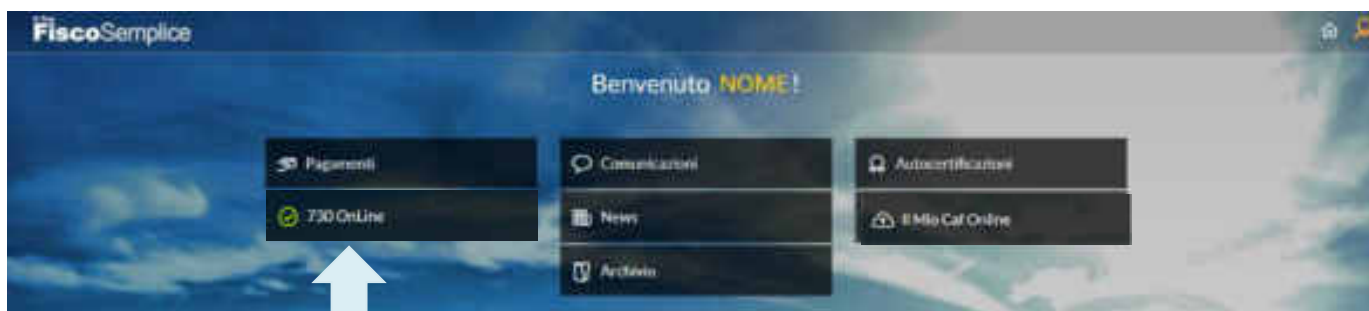 FiscoSemplice
Benvenuto NOME!
Pagamenti
Comunicazioni
Autocertificazioni
730 OnLine
News
Il Mio Caf Online
Archivio